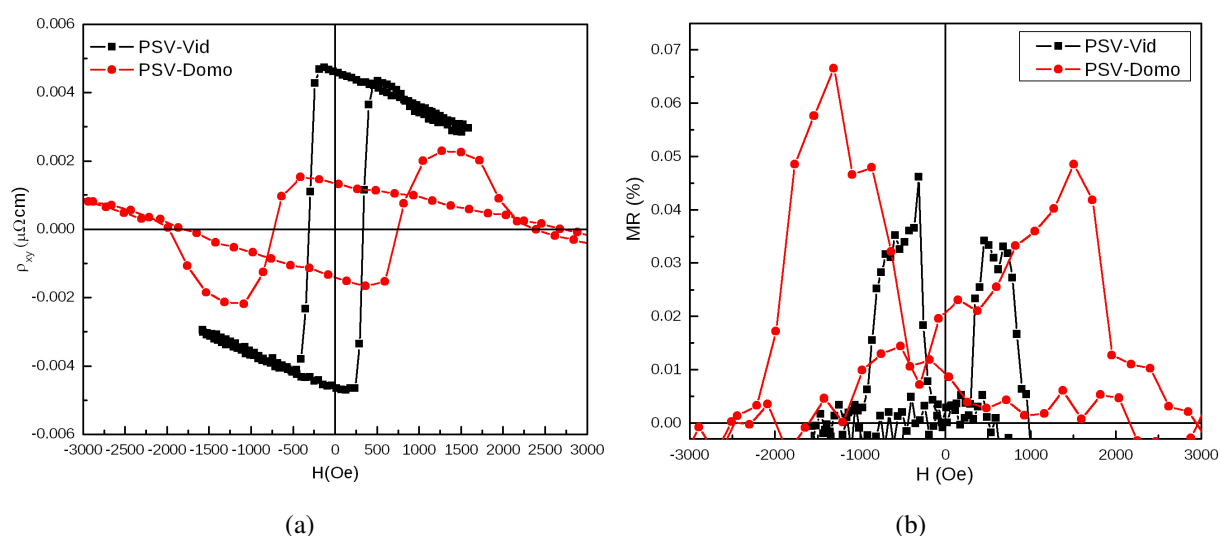 0.006
0.004
0.002
0.000
-0.002
-0.004
-0.006
ρxy (μΩcm)
PSV-Vid
PSV-Domo
-3000 -2500 -2000 -1500 -1000 -500 0 500 1000 1500 2000 2500 3000
H(Oe)
(a)
0.07
0.06
0.05
0.04
0.03
0.02
0.01
0.00
MR (%)
PSV-Vid
PSV-Domo
-3000 -2000 -1000 0 1000 2000 3000
H (Oe)
(b)